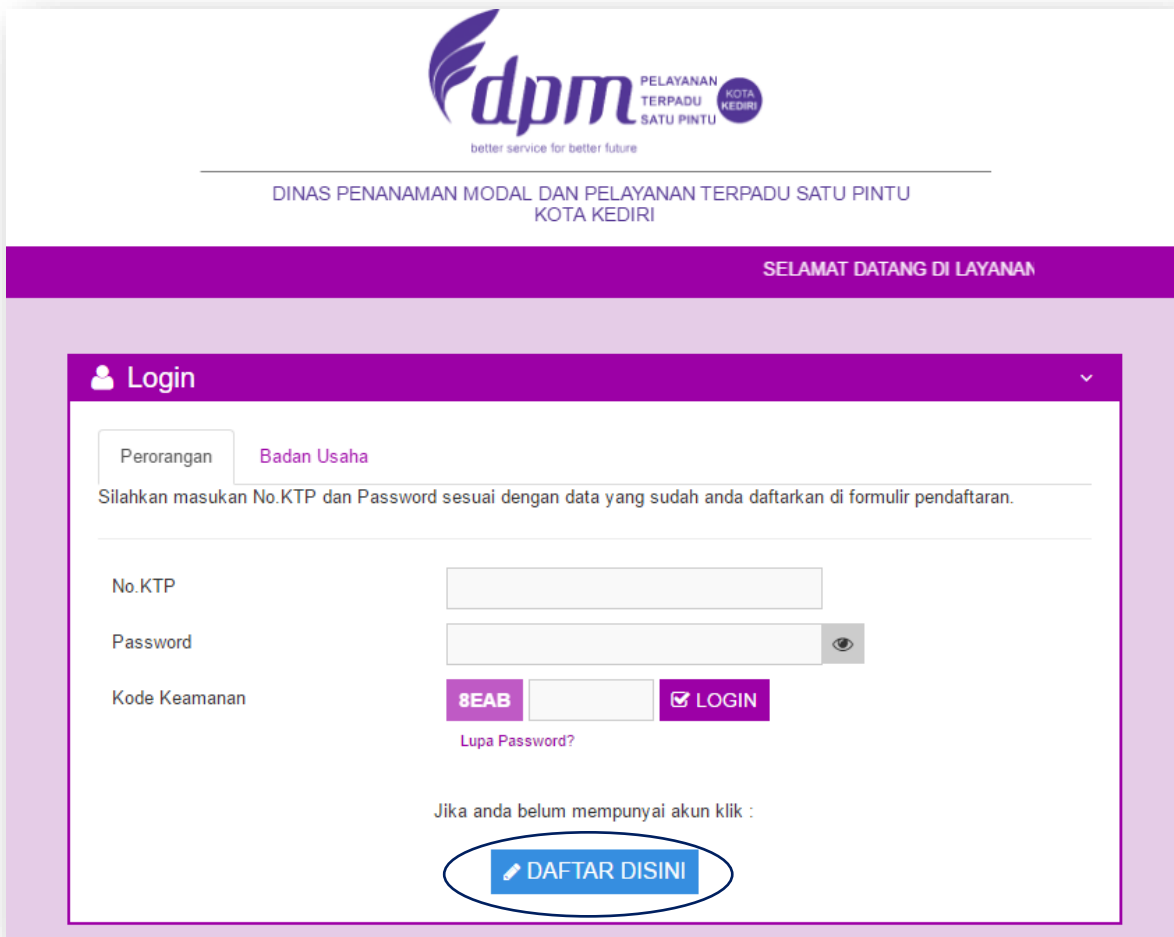 dpm
PELAYANAN
TERPADU
SATU PINTU
KOTA
KEDIRI
better service for better future
DINAS PENANAMAN MODAL DAN PELAYANAN TERPADU SATU PINTU
KOTA KEDIRI
SELAMAT DATANG DI LAYANAN
Login
Perorangan Badan Usaha
Silahkan masukan No.KTP dan Password sesuai dengan data yang sudah anda daftarkan di formulir pendaftaran.
No.KTP
Password
Kode Keamanan 8EAB LOGIN
Lupa Password?
Jika anda belum mempunyai akun klik :
DAFTAR DISINI